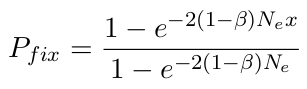 P_{fix} = \frac{1 - e^{-2(1-\beta)N_e x}}{1 - e^{-2(1-\beta)N_e}}